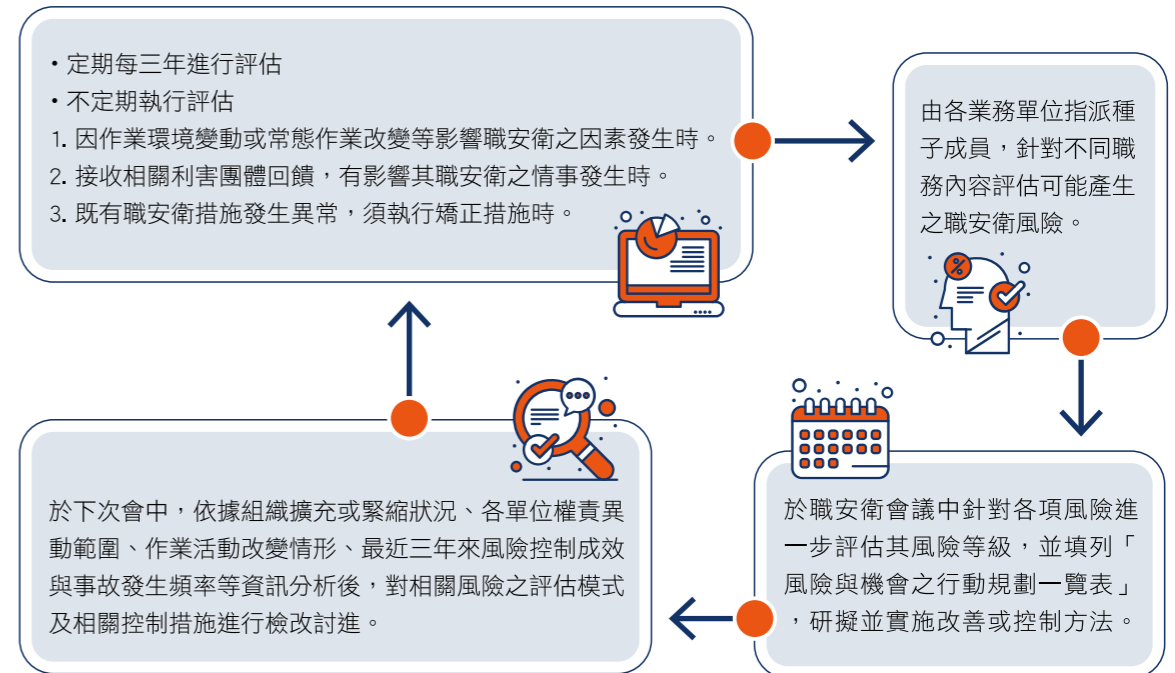 ・定期每三年進行評估
・不定期執行評估
1. 因作業環境變動或常態作業改變等影響職安衛之因素發生時。
2. 接收相關利害團體回饋,有影響其職安衛之情事發生時。
3. 既有職安衛措施發生異常,須執行矯正措施時。
由各業務單位指派種
子成員,針對不同職
務內容評估可能產生
之職安衛風險。
於職安衛會議中針對各項風險進
一步評估其風險等級,並填列「
風險與機會之行動規劃一覽表」
,研擬並實施改善或控制方法。
於下次會中,依據組織擴充或緊縮狀況、各單位權責異
動範圍、作業活動改變情形、最近三年來風險控制成效
與事故發生頻率等資訊分析後,對相關風險之評估模式
及相關控制措施進行檢改討進。